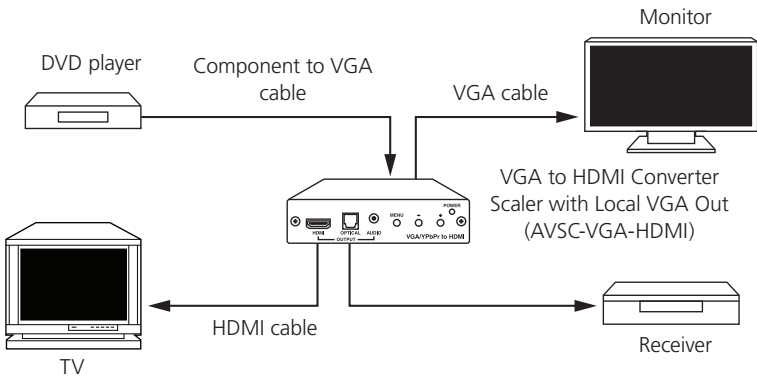 Monitor
DVD player
Component to VGA
cable
VGA cable
VGA to HDMI Converter
Scaler with Local VGA Out
(AVSC-VGA-HDMI)
POWER
MENU - +
HDMI OPTICAL AUDIO
OUTPUT
VGA/YPbPr to HDMI
HDMI cable
TV
Receiver